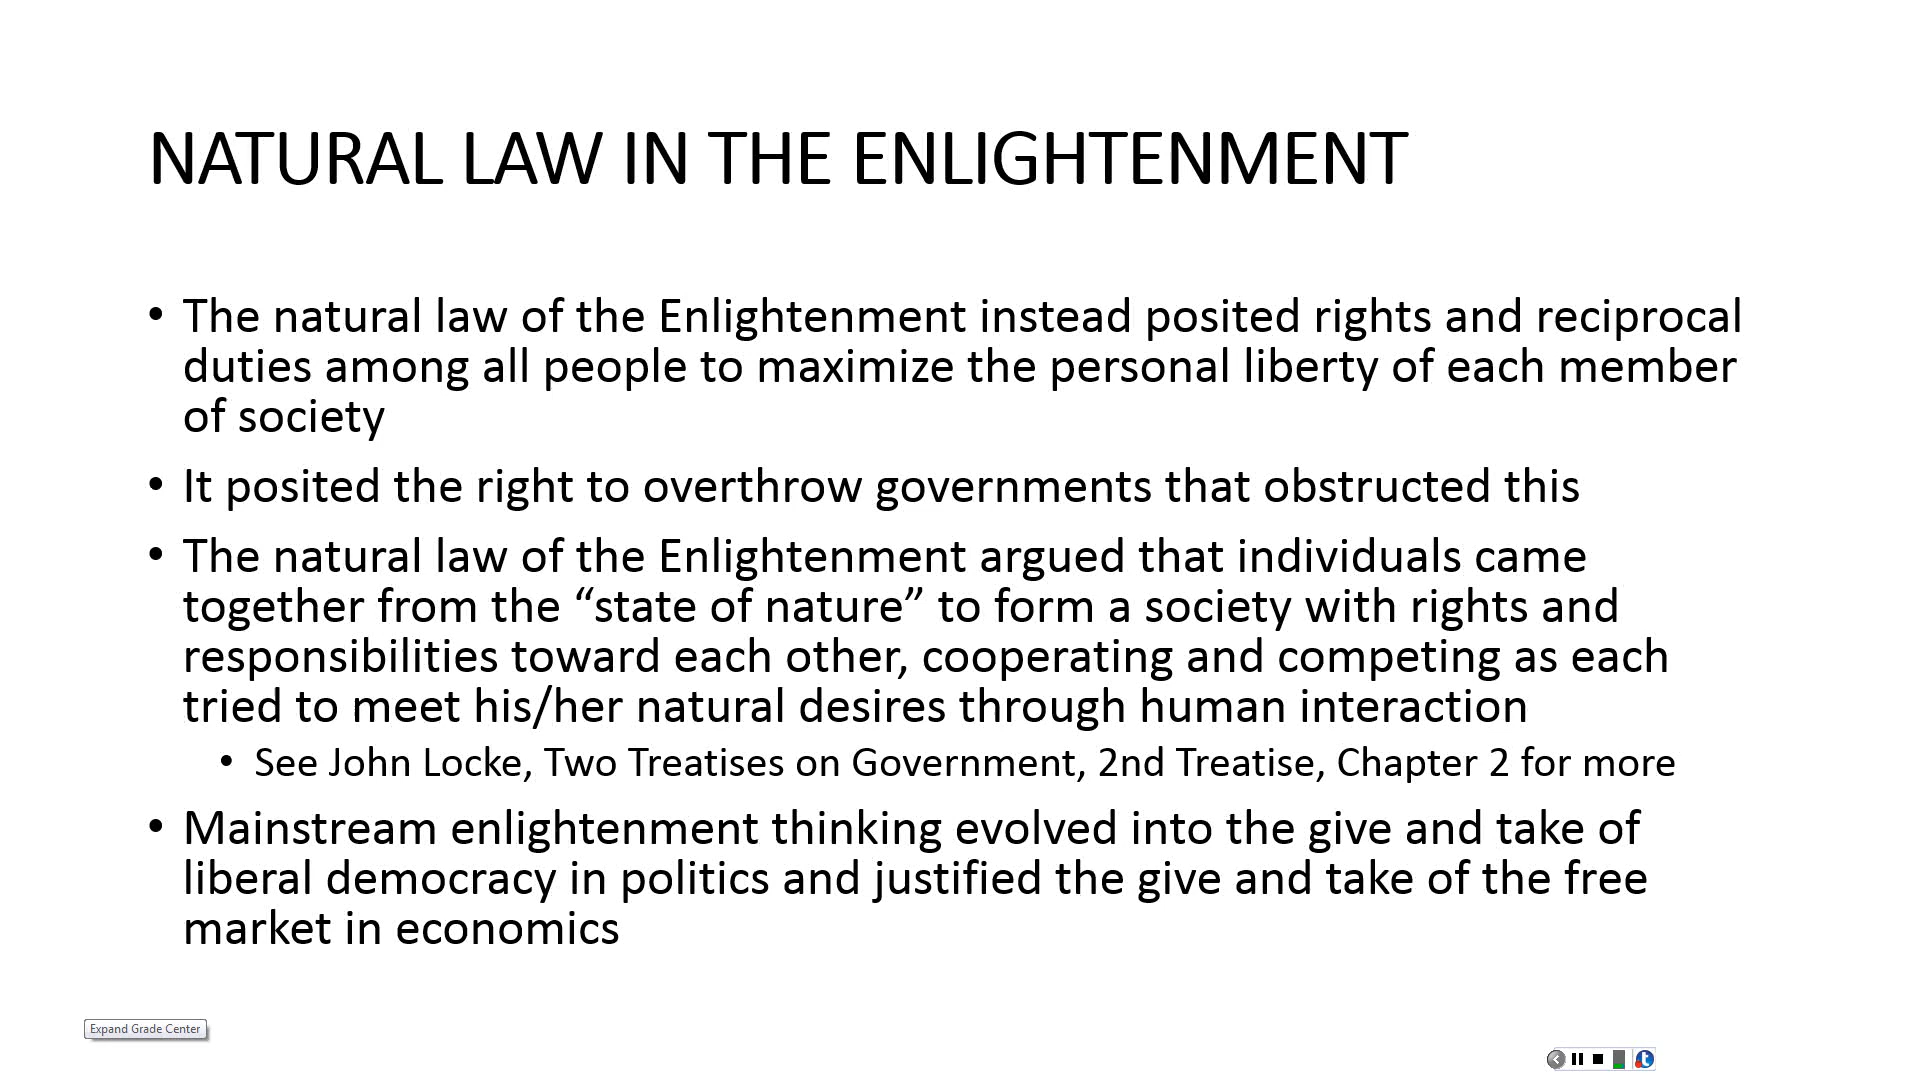 NATURAL LAW IN THE ENLIGHTENMENT
• The natural law of the Enlightenment instead posited rights and reciprocal
duties among all people to maximize the personal liberty of each member
of society
• It posited the right to overthrow governments that obstructed this
• The natural law of the Enlightenment argued that individuals came
together from the “state of nature” to form a society with rights and
responsibilities toward each other, cooperating and competing as each
tried to meet his/her natural desires through human interaction
• See John Locke, Two Treatises on Government, 2nd Treatise, Chapter 2 for more
• Mainstream enlightenment thinking evolved into the give and take of
liberal democracy in politics and justified the give and take of the free
market in economics
Expand Grade Center
t